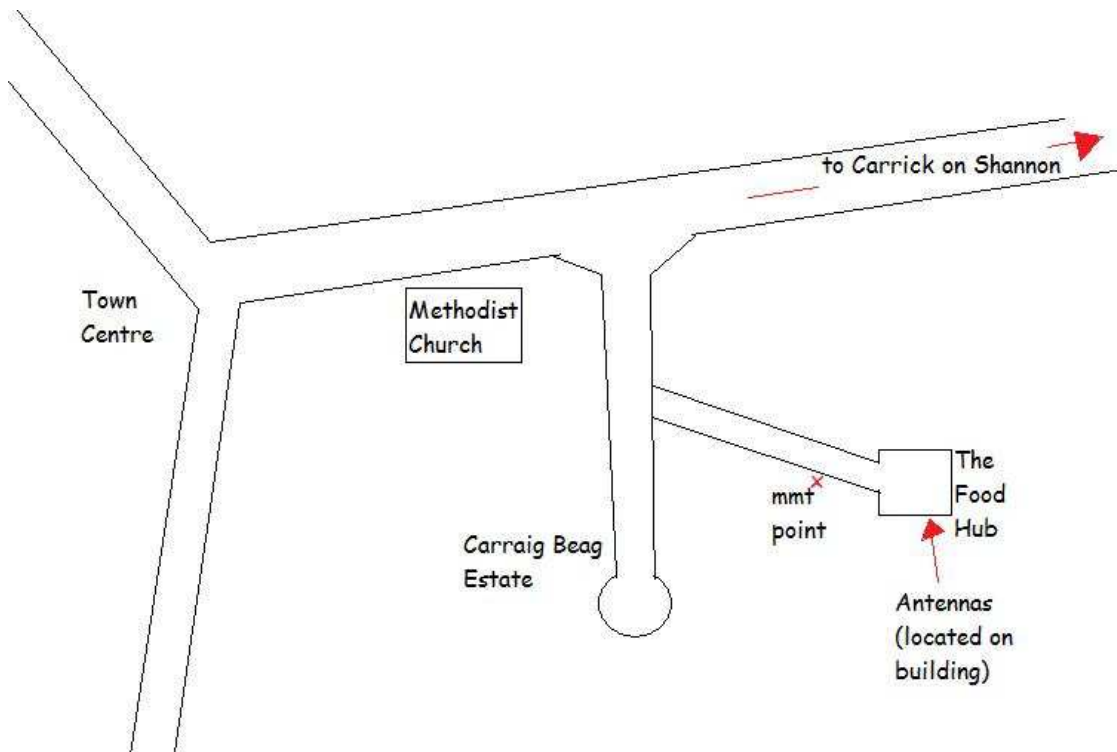 to Carrick on Shannon
Town
Centre
Methodist
Church
The
Food
Hub
mmt
point
Carraig Beag
Estate
Antennas
(located on
building)